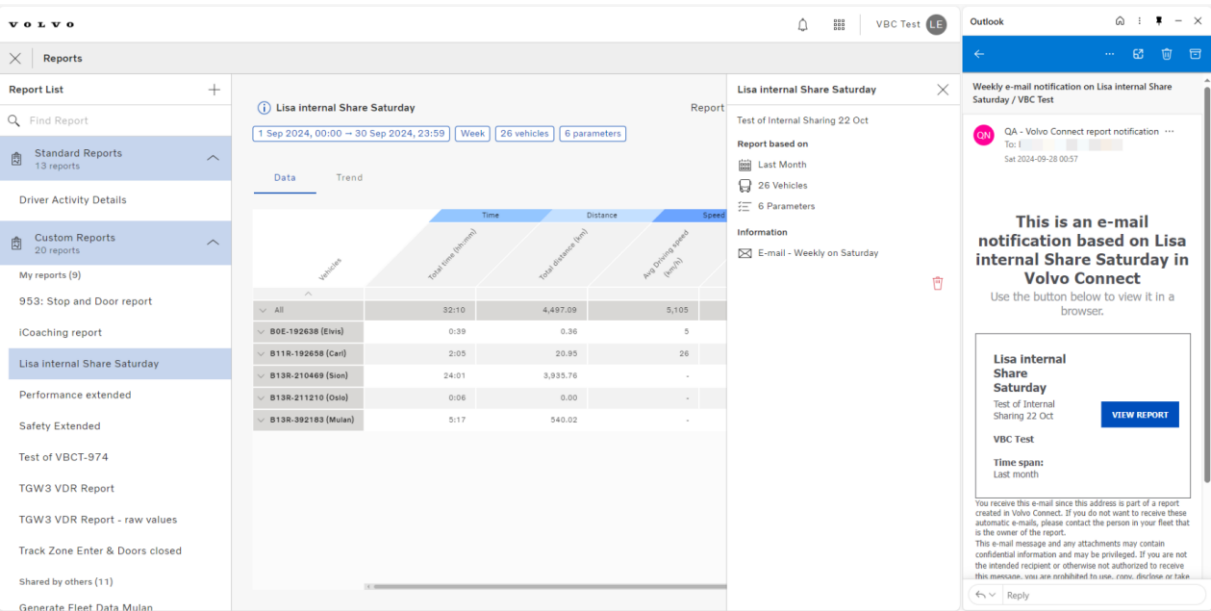 VOLVO
VBC Test LE
Reports
Report List
Find Report
Standard Reports
13 reports
Driver Activity Details
Custom Reports
20 reports
My reports (9)
953: Stop and Door report
iCoaching report
Lisa internal Share Saturday
Performance extended
Safety Extended
Test of VBCT-974
TGW3 VDR Report
TGW3 VDR Report - raw values
Track Zone Enter & Doors closed
Shared by others (11)
Generate Fleet Data Mulan
Lisa internal Share Saturday
Report
1 Sep 2024, 00:00 → 30 Sep 2024, 23:59 Week 26 vehicles 6 parameters
Data Trend
Time Distance Speed
Vehicles Total time (hh:mm) Total distance (km) Avg Driving speed (km/h)
All 32:10 4,497.09 5,105
B0E-192638 (Elvis) 0:39 0.36 5
B11R-192658 (Carl) 2:05 20.95 26
B13R-210469 (Sion) 24:01 3,935.76 -
B13R-211210 (Oslo) 0:06 0.00 -
B13R-392183 (Mulan) 5:17 540.02 -
Lisa internal Share Saturday
Test of Internal Sharing 22 Oct
Report based on
Last Month
26 Vehicles
6 Parameters
Information
E-mail - Weekly on Saturday
Outlook
Weekly e-mail notification on Lisa internal Share
Saturday / VBC Test
QN
QA - Volvo Connect report notification
To:
Sat 2024-09-28 00:57
This is an e-mail
notification based on Lisa
internal Share Saturday in
Volvo Connect
Use the button below to view it in a
browser.
Lisa internal
Share
Saturday
Test of Internal
Sharing 22 Oct
VIEW REPORT
VBC Test
Time span:
Last month
You receive this e-mail since this address is part of a report
created in Volvo Connect. If you do not want to receive these
automatic e-mails, please contact the person in your fleet that
is the owner of the report.
This e-mail message and any attachments may contain
confidential information and may be privileged. If you are not
the intended recipient or otherwise not authorized to receive
this message, you are prohibited to use, copy, disclose or take
Reply